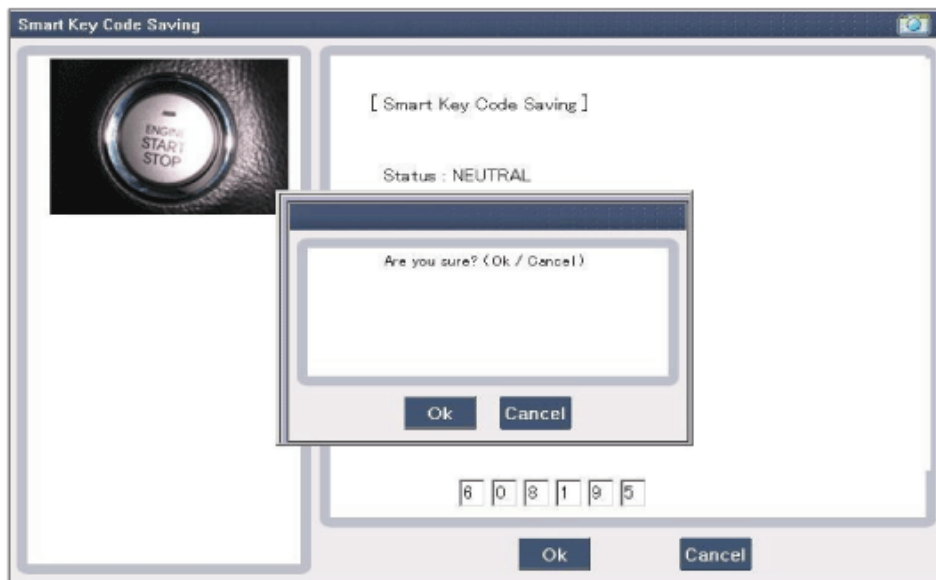 Smart Key Code Saving
ENGINE
START
STOP
[ Smart Key Code Saving ]
Status : NEUTRAL
Are you sure? ( Ok / Cancel )
Ok
Cancel
6 0 8 1 9 5
Ok
Cancel